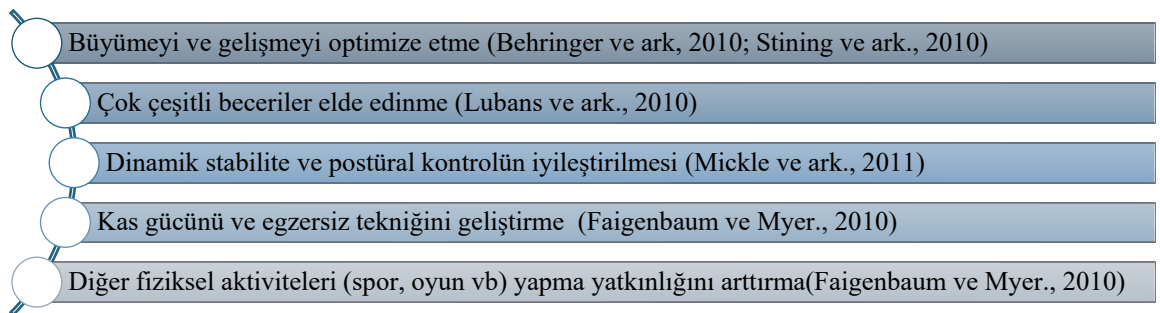 Büyümeyi ve gelişmeyi optimize etme (Behringer ve ark, 2010; Stining ve ark., 2010)
Çok çeşitli beceriler elde edinme (Lubans ve ark., 2010)
Dinamik stabilite ve postüral kontrolün iyileştirilmesi (Mickle ve ark., 2011)
Kas gücünü ve egzersiz tekniğini geliştirme (Faigenbaum ve Myer., 2010)
Diğer fiziksel aktiviteleri (spor, oyun vb) yapma yatkınlığını arttırma(Faigenbaum ve Myer., 2010)